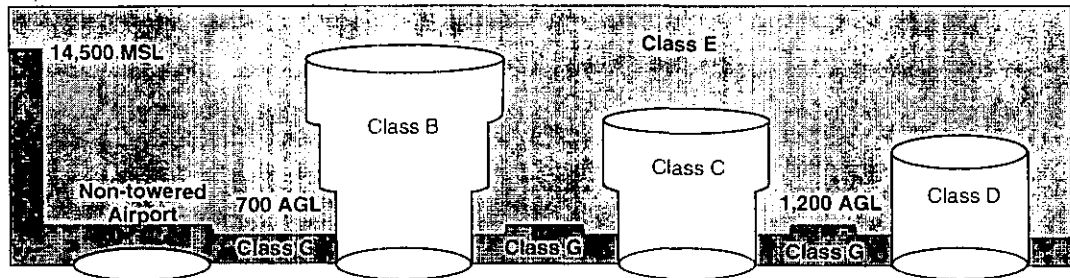 14,500 MSL
Class E
Class B
Class C
Non-towered
Airport
700 AGL
1,200 AGL
Class D
Class G
Class G
Class G